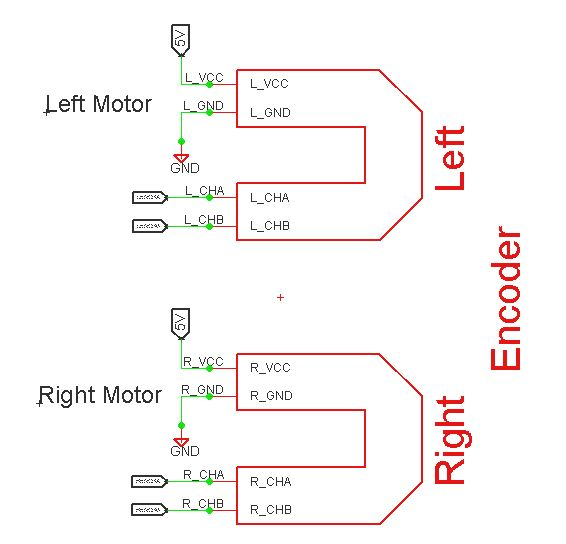 5V
L_VCC
L_VCC
Left Motor
L_GND
L_GND
GND
Left
L_CHA
L_CHA
L_CHB
L_CHB
Encoder
5V
R_VCC
R_VCC
Right Motor
R_GND
R_GND
GND
Right
R_CHA
R_CHA
R_CHB
R_CHB